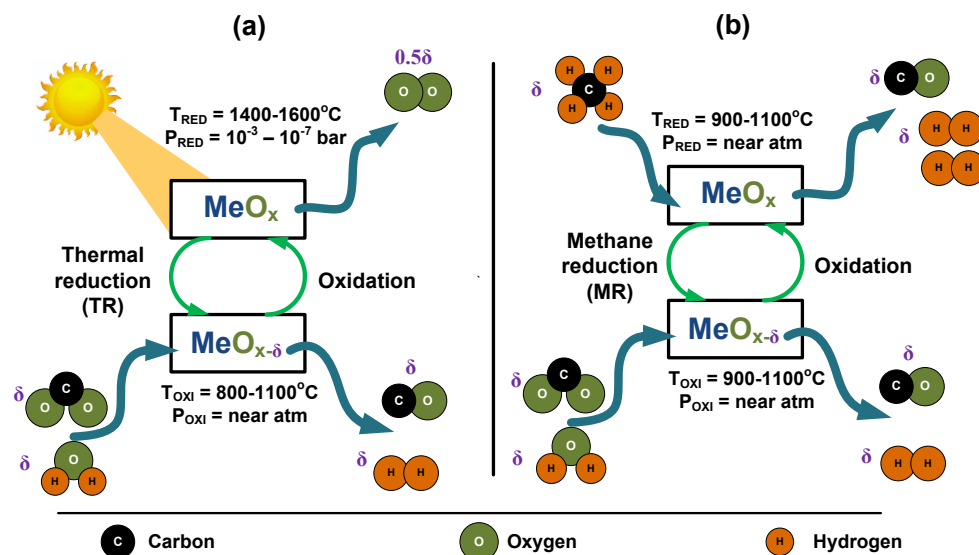 (a)
0.5δ
O O
T_RED = 1400-1600°C
P_RED = 10⁻³ – 10⁻⁷ bar
MeOₓ
Thermal
reduction
(TR)
Oxidation
MeOₓ₋δ
δ
C
O O
δ
O
H H
T_OXI = 800-1100°C
P_OXI = near atm
δ
C O
δ
H H
(b)
δ
H H
C
H H
T_RED = 900-1100°C
P_RED = near atm
δ
C O
δ
H H
H H
MeOₓ
Methane
reduction
(MR)
Oxidation
MeOₓ₋δ
δ
C
O O
δ
O
H H
T_OXI = 900-1100°C
P_OXI = near atm
δ
C O
δ
H H
C Carbon
O Oxygen
H Hydrogen